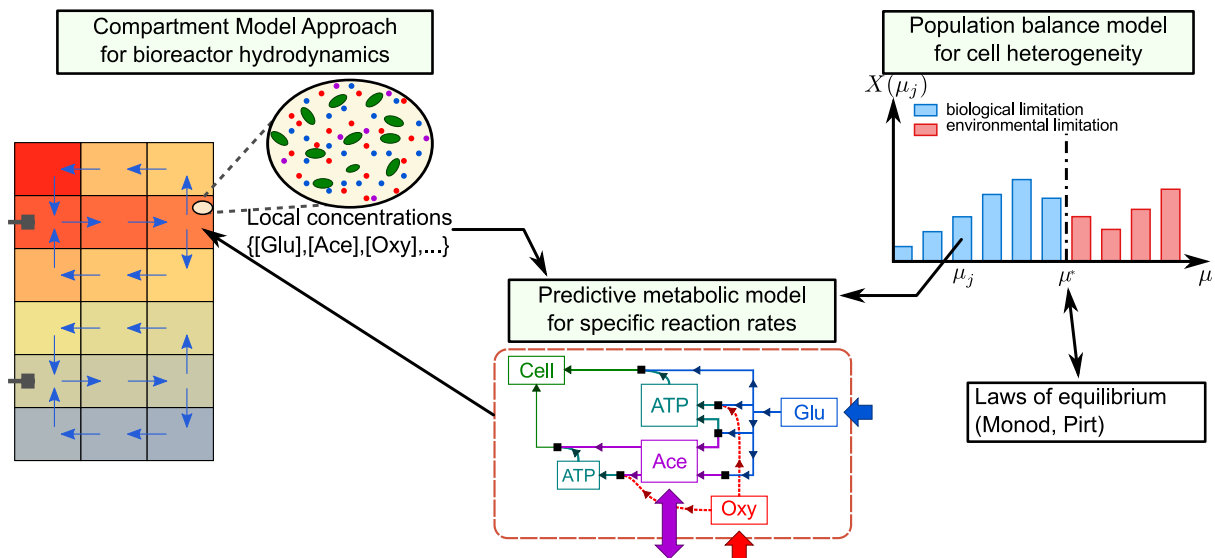 Compartment Model Approach
for bioreactor hydrodynamics
Population balance model
for cell heterogeneity
X(μj)
biological limitation
environmental limitation
Local concentrations
{[Glu],[Ace],[Oxy],...}
μj
μ*
μ
Predictive metabolic model
for specific reaction rates
Cell
ATP
Glu
Ace
ATP
Oxy
Laws of equilibrium
(Monod, Pirt)